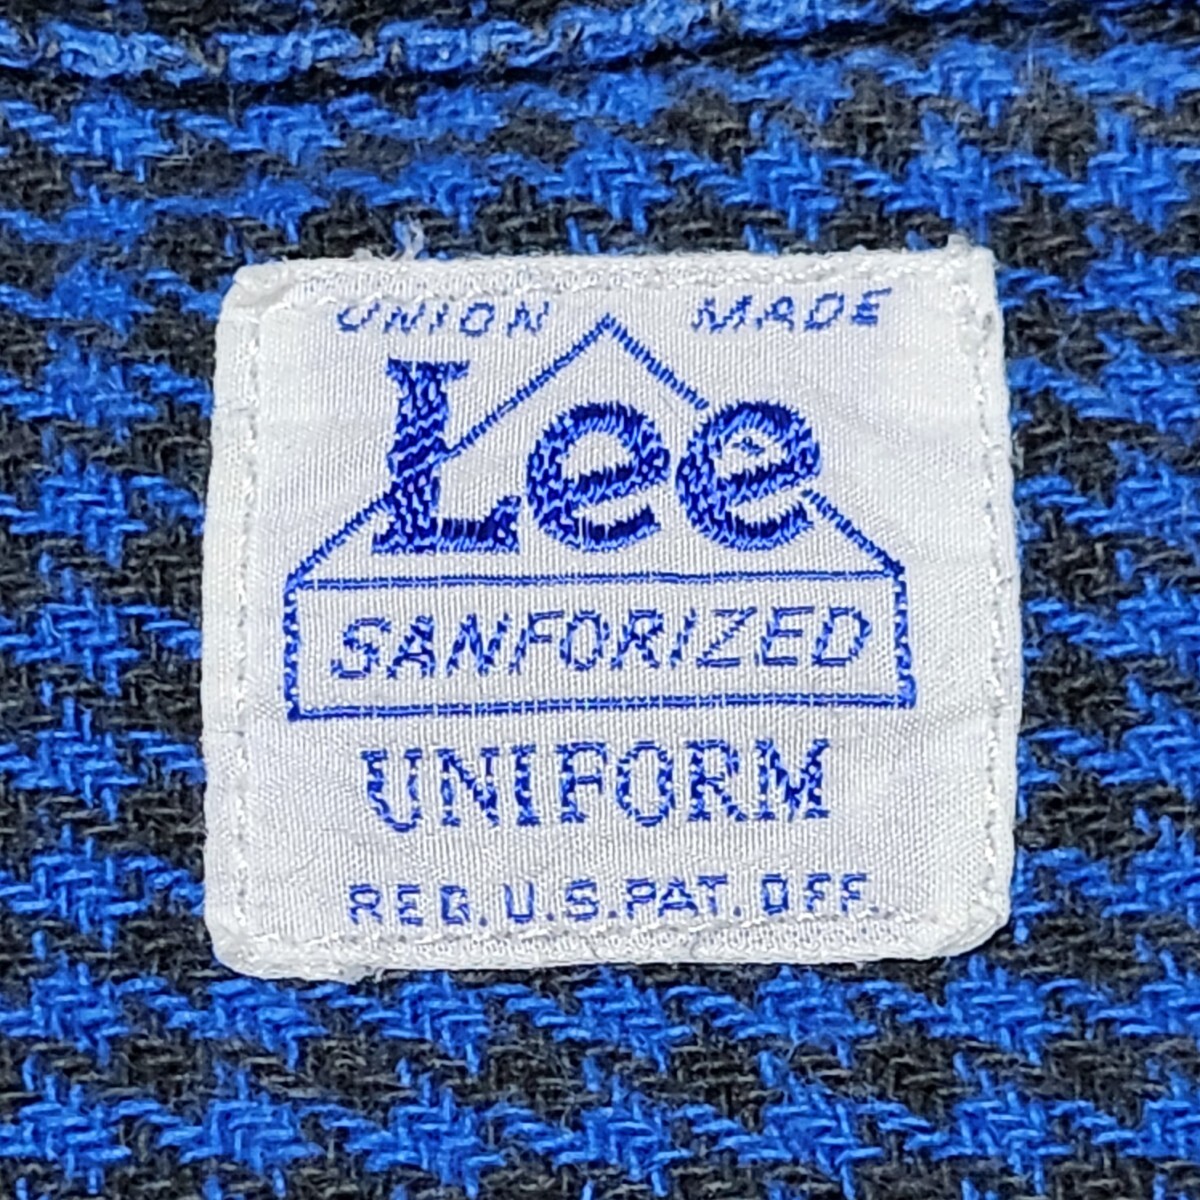 UNION MADE
Lee
SANFORIZED
UNIFORM
REG.U.S.PAT.OFF.